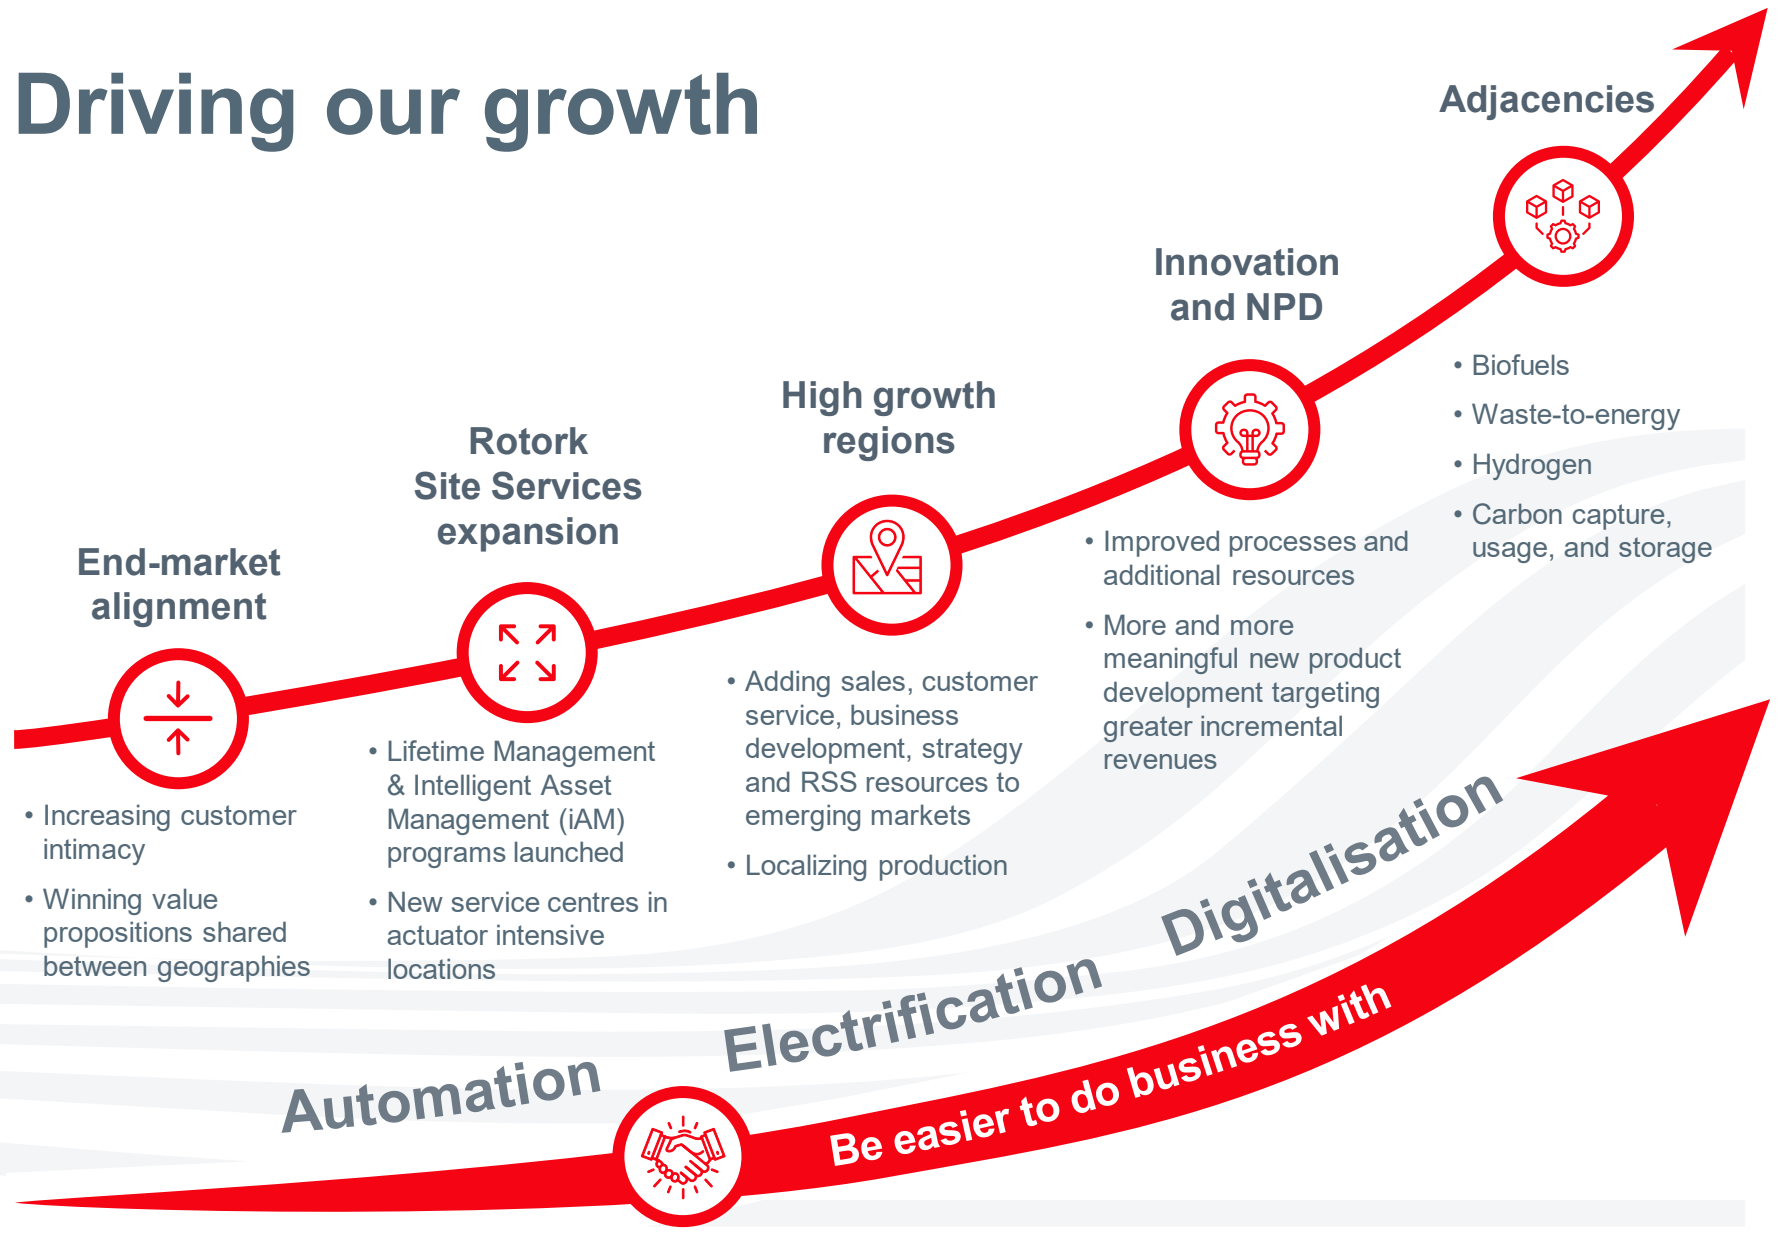 Driving our growth
End-market
alignment
• Increasing customer
intimacy
• Winning value
propositions shared
between geographies
Rotork
Site Services
expansion
• Lifetime Management
& Intelligent Asset
Management (iAM)
programs launched
• New service centres in
actuator intensive
locations
High growth
regions
• Adding sales, customer
service, business
development, strategy
and RSS resources to
emerging markets
• Localizing production
Innovation
and NPD
• Improved processes and
additional resources
• More and more
meaningful new product
development targeting
greater incremental
revenues
Adjacencies
• Biofuels
• Waste-to-energy
• Hydrogen
• Carbon capture,
usage, and storage
Automation
Electrification
Digitalisation
Be easier to do business with